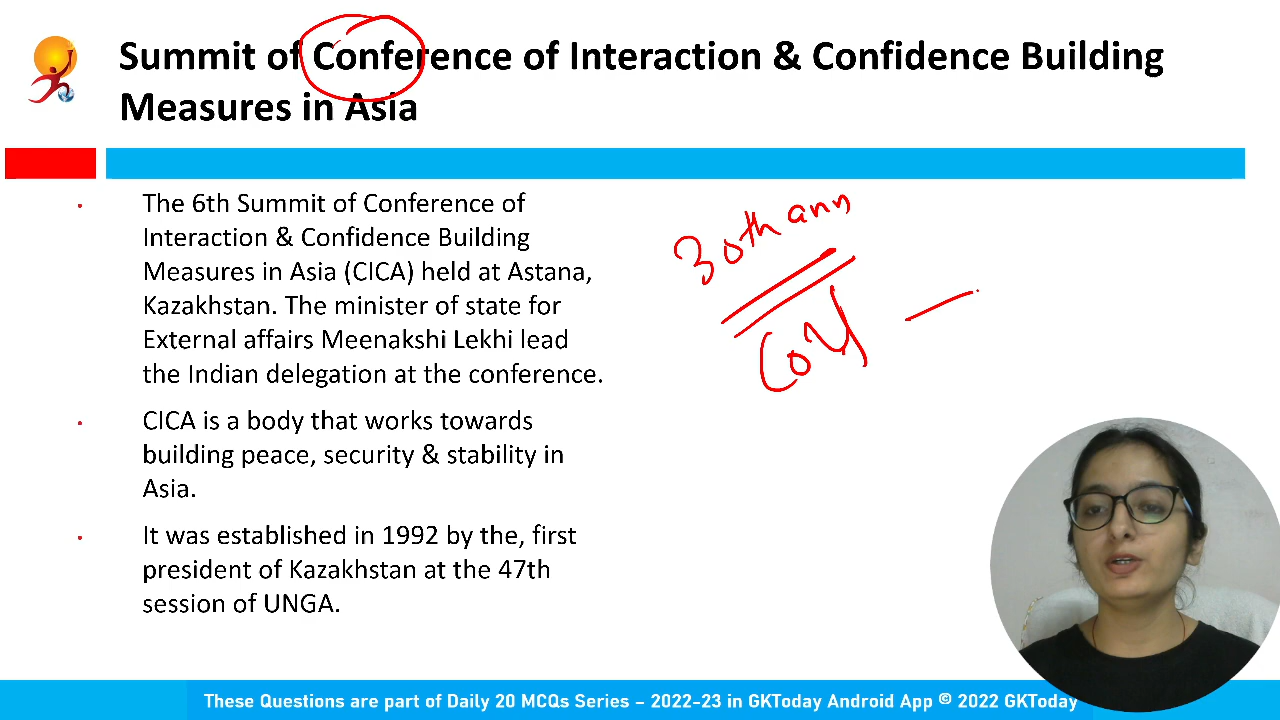 Summit of Conference of Interaction & Confidence Building
Measures in Asia
• The 6th Summit of Conference of
Interaction & Confidence Building
Measures in Asia (CICA) held at Astana,
Kazakhstan. The minister of state for
External affairs Meenakshi Lekhi lead
the Indian delegation at the conference.
• CICA is a body that works towards
building peace, security & stability in
Asia.
• It was established in 1992 by the, first
president of Kazakhstan at the 47th
session of UNGA.
30th ann
These Questions are part of Daily 20 MCQs Series – 2022-23 in GKToday Android App © 2022 GKToday